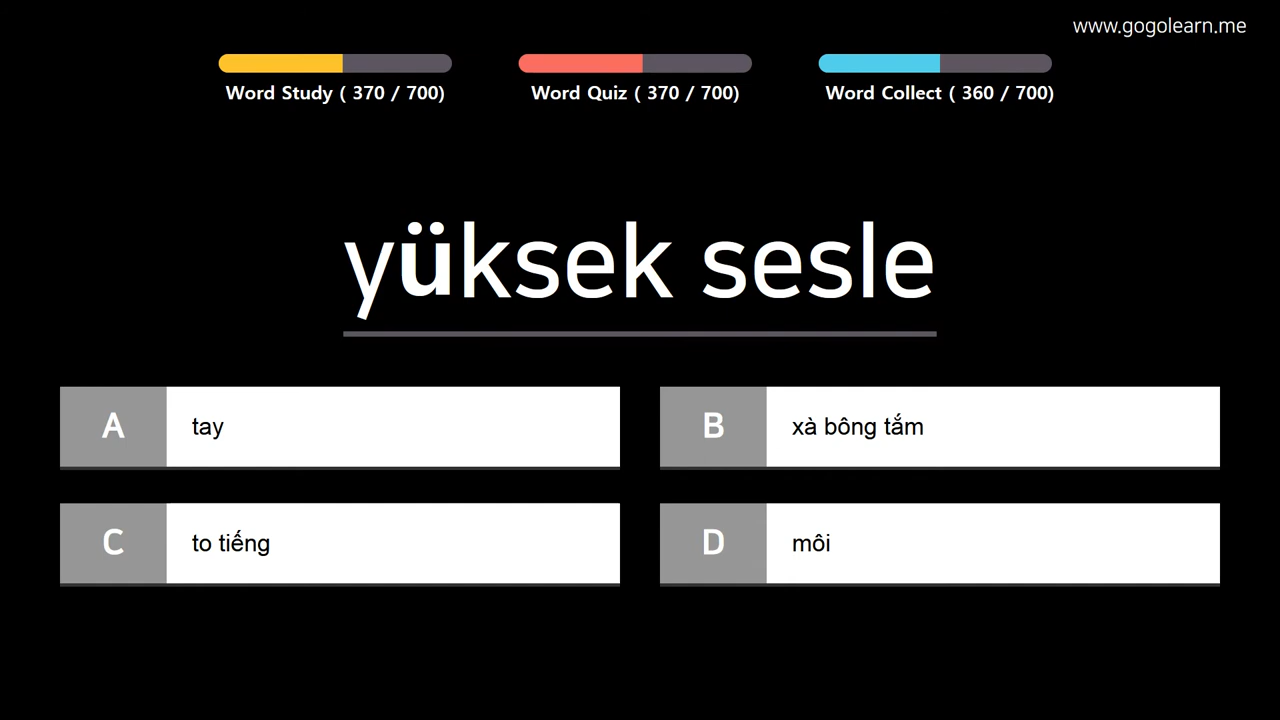 www.gogolearn.me
Word Study ( 370 / 700)
Word Quiz ( 370 / 700)
Word Collect ( 360 / 700)
yüksek sesle
A
tay
B
xà bông tắm
C
to tiếng
D
môi